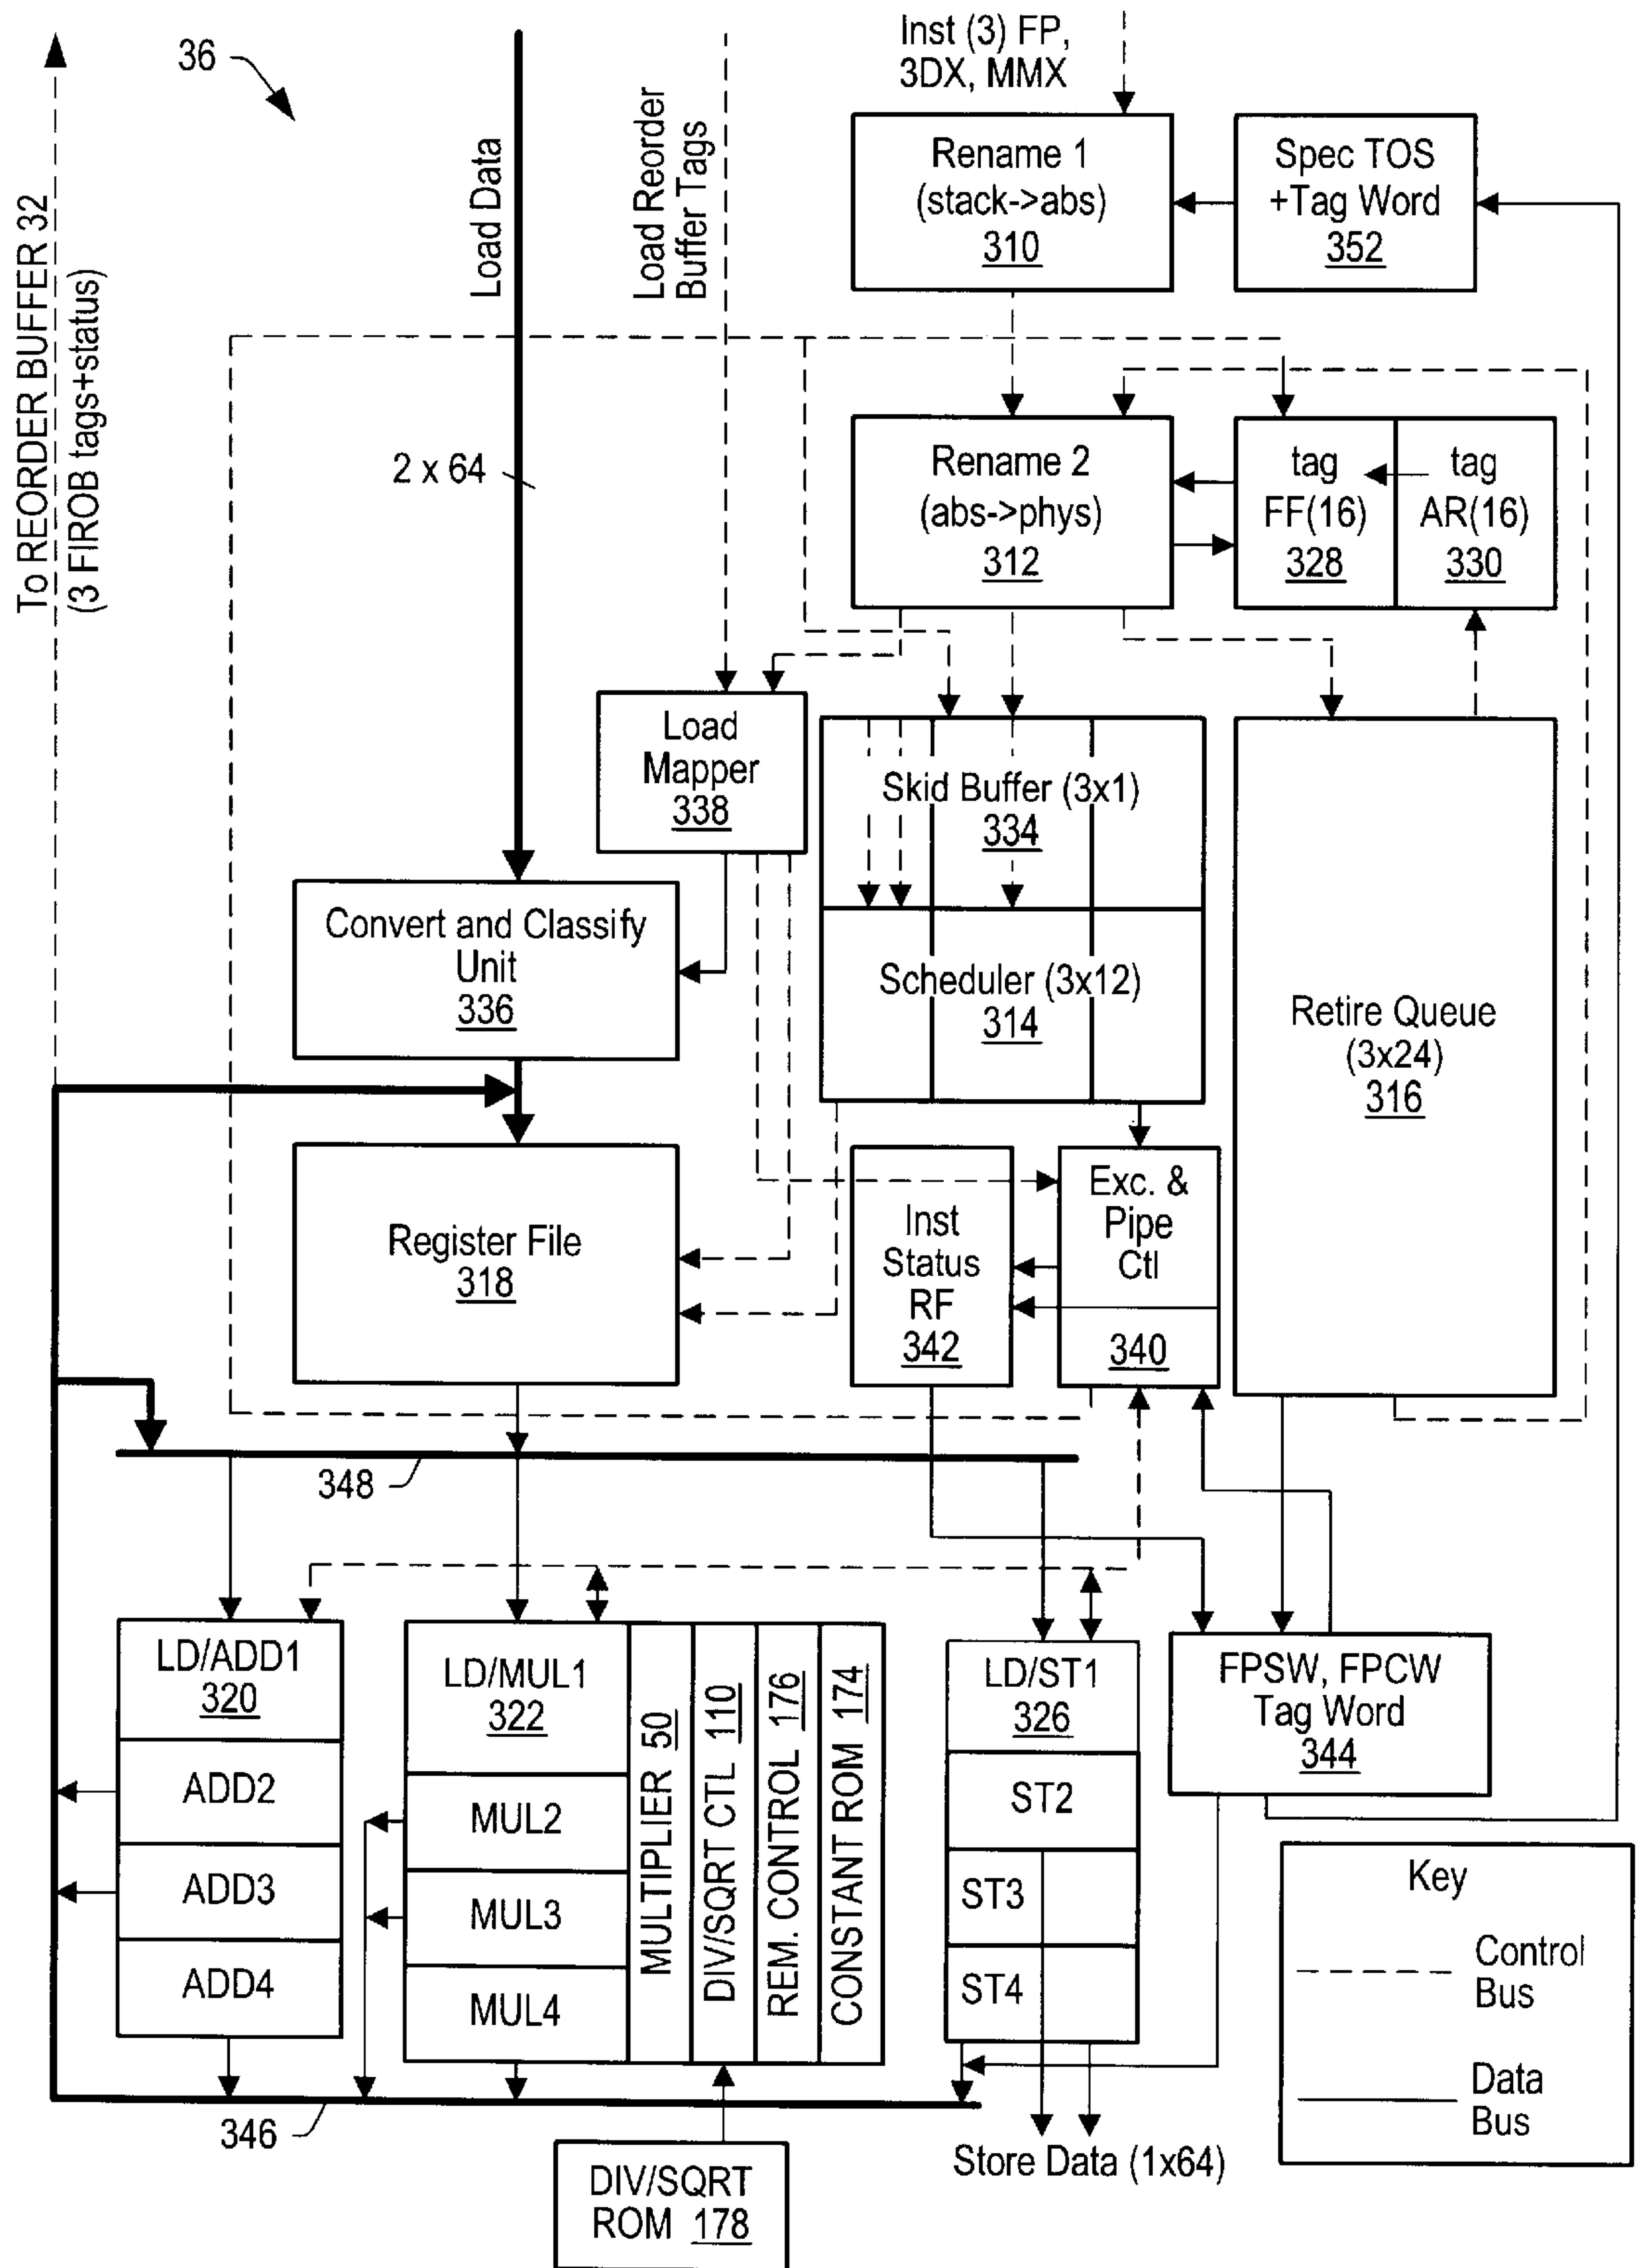 36
To REORDER BUFFER 32
(3 FIROB tags+status)
Load Data
Load Reorder
Buffer Tags
Inst (3) FP,
3DX, MMX
Rename 1
(stack->abs)
310
Spec TOS
+Tag Word
352
2 x 64
Rename 2
(abs->phys)
312
tag
FF(16)
328
tag
AR(16)
330
Load
Mapper
338
Skid Buffer (3x1)
334
Convert and Classify
Unit
336
Scheduler (3x12)
314
Retire Queue
(3x24)
316
Register File
318
Inst
Status
RF
342
Exc. &
Pipe
Ctl
340
348
LD/ADD1
320
ADD2
ADD3
ADD4
LD/MUL1
322
MUL2
MUL3
MUL4
MULTIPLIER 50
DIV/SQRT CTL 110
REM. CONTROL 176
CONSTANT ROM 174
LD/ST1
326
ST2
ST3
ST4
FPSW, FPCW
Tag Word
344
Key
Control
Bus
Data
Bus
346
Store Data (1x64)
DIV/SQRT
ROM 178